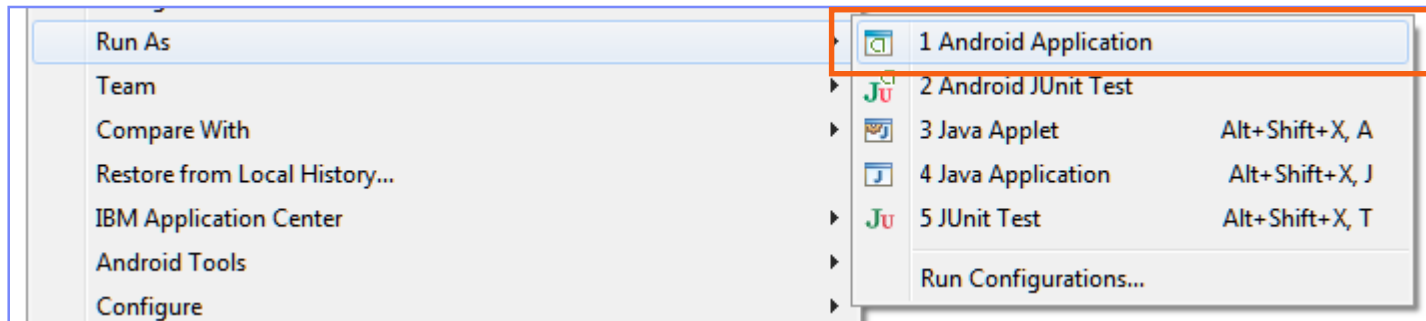 Run As
Team
Compare With
Restore from Local History...
IBM Application Center
Android Tools
Configure
1 Android Application
2 Android JUnit Test
3 Java Applet Alt+Shift+X, A
4 Java Application Alt+Shift+X, J
5 JUnit Test Alt+Shift+X, T
Run Configurations...